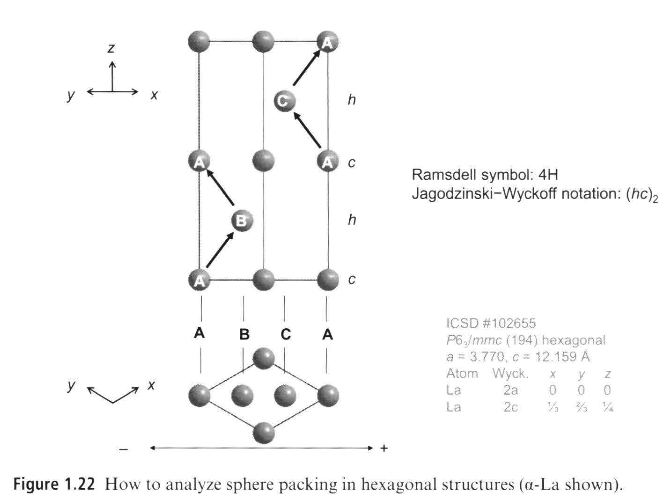 z
y x
A
C
h
A A c
B
h
A c
A B C A
y x
– +
Ramsdell symbol: 4H
Jagodzinski−Wyckoff notation: (hc)₂
ICSD #102655
P6₃/mmc (194) hexagonal
a = 3.770, c = 12.159 Å
Atom Wyck. x y z
La 2a 0 0 0
La 2c ⅓ ⅔ ¼
Figure 1.22 How to analyze sphere packing in hexagonal structures (α-La shown).